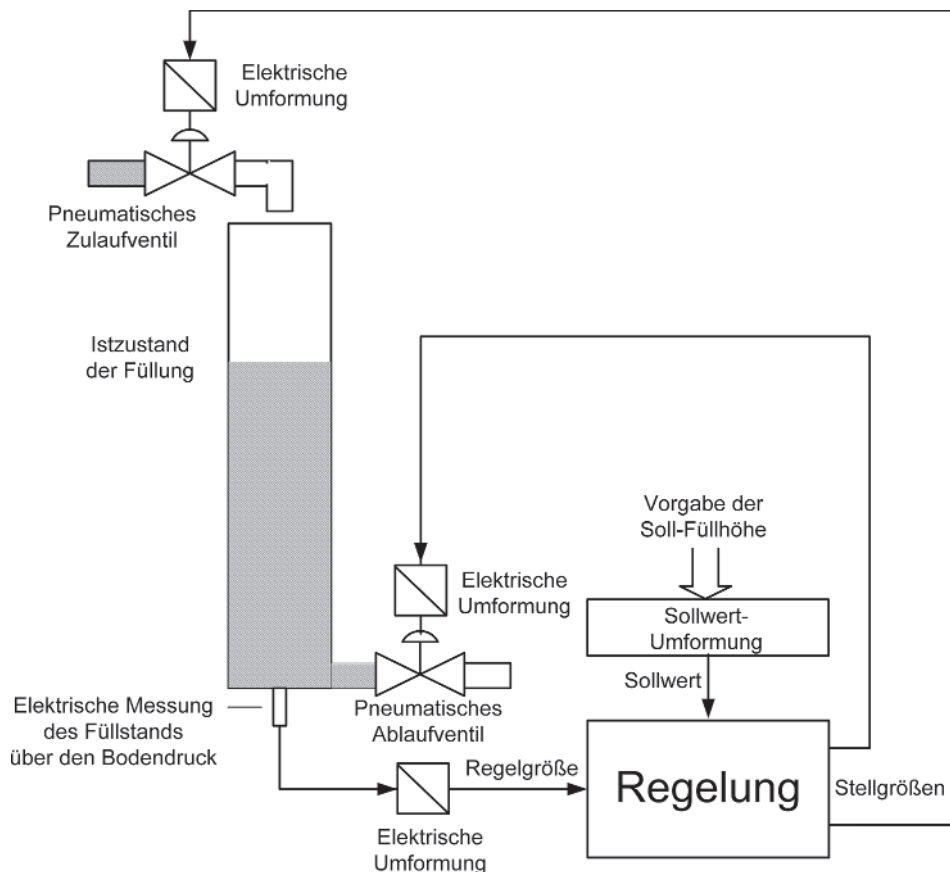 Elektrische
Umformung
Pneumatisches
Zulaufventil
Istzustand
der Füllung
Vorgabe der
Soll-Füllhöhe
Elektrische
Umformung
Sollwert-
Umformung
Sollwert
Elektrische Messung
des Füllstands
über den Bodendruck
Pneumatisches
Ablaufventil
Regelgröße
Regelung
Stellgrößen
Elektrische
Umformung